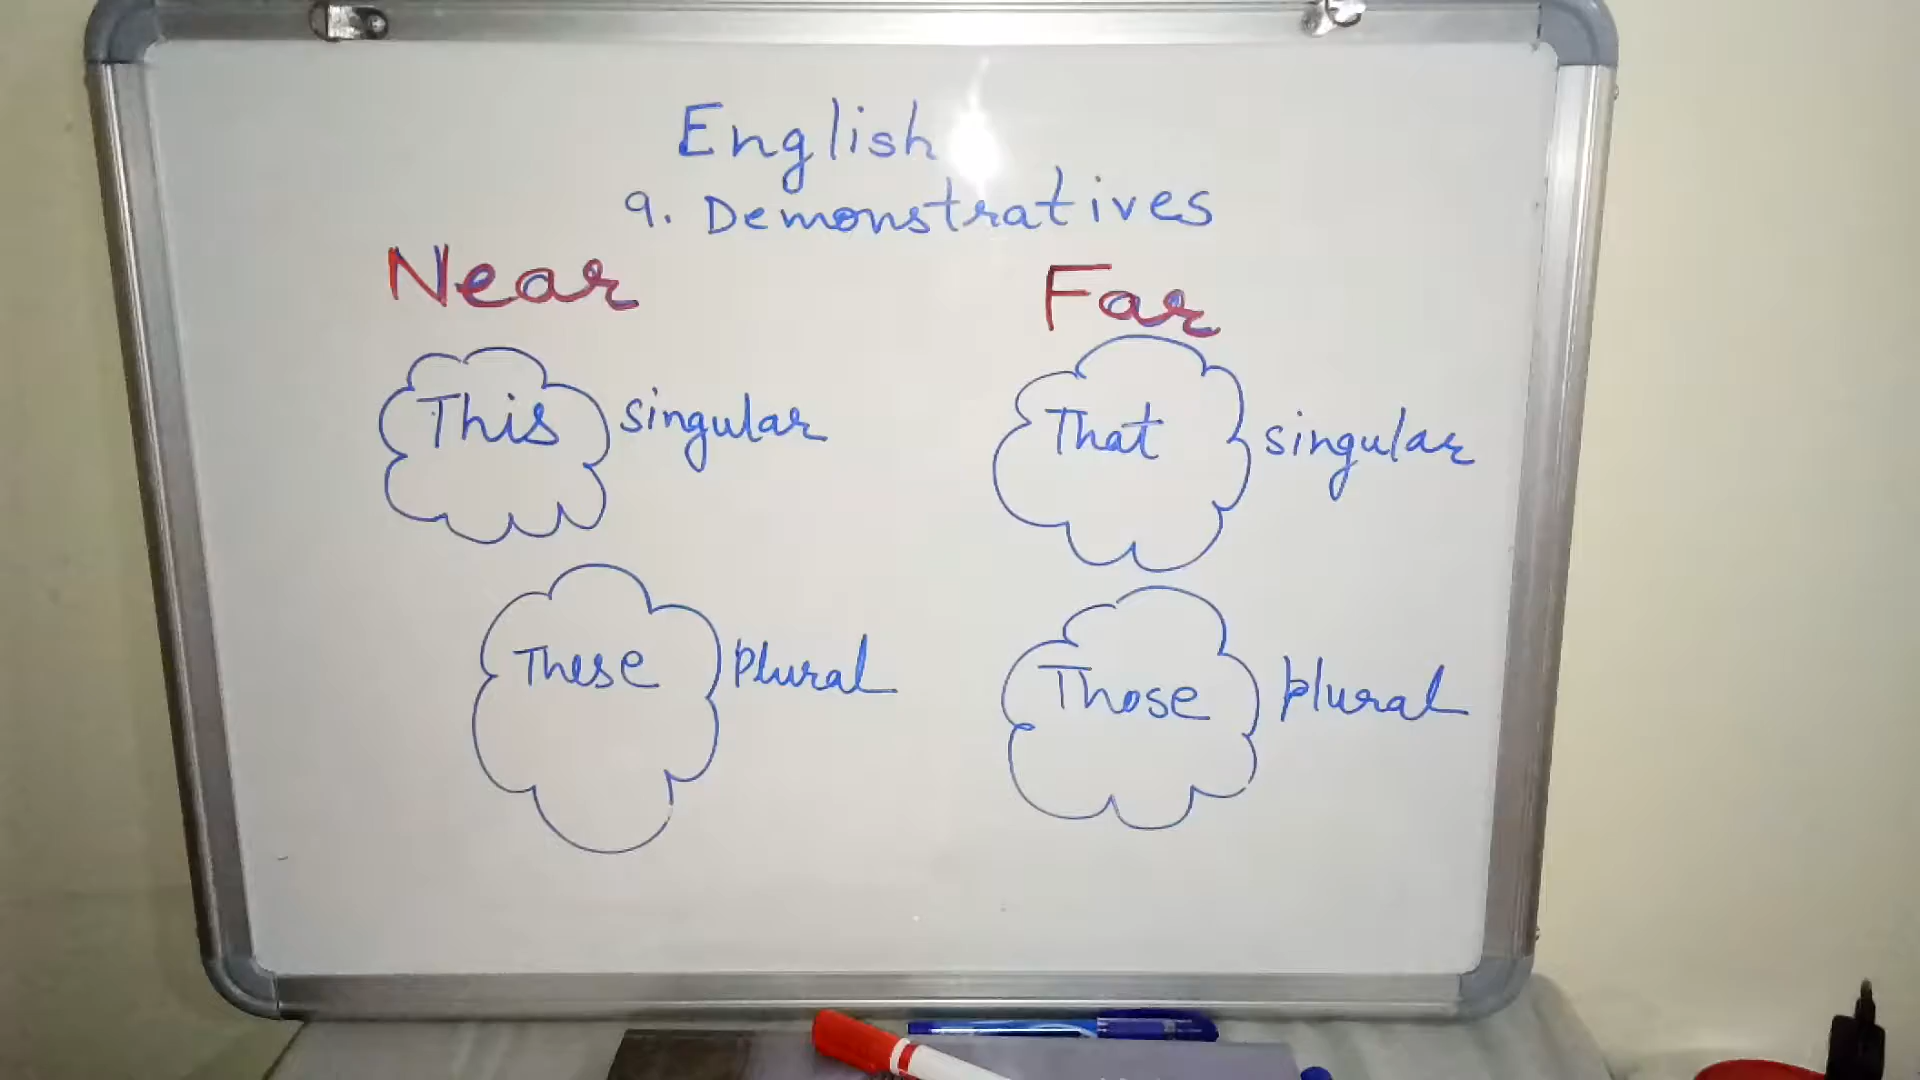 English
9. Demonstratives
Near
Far
This singular
That singular
These plural
Those plural